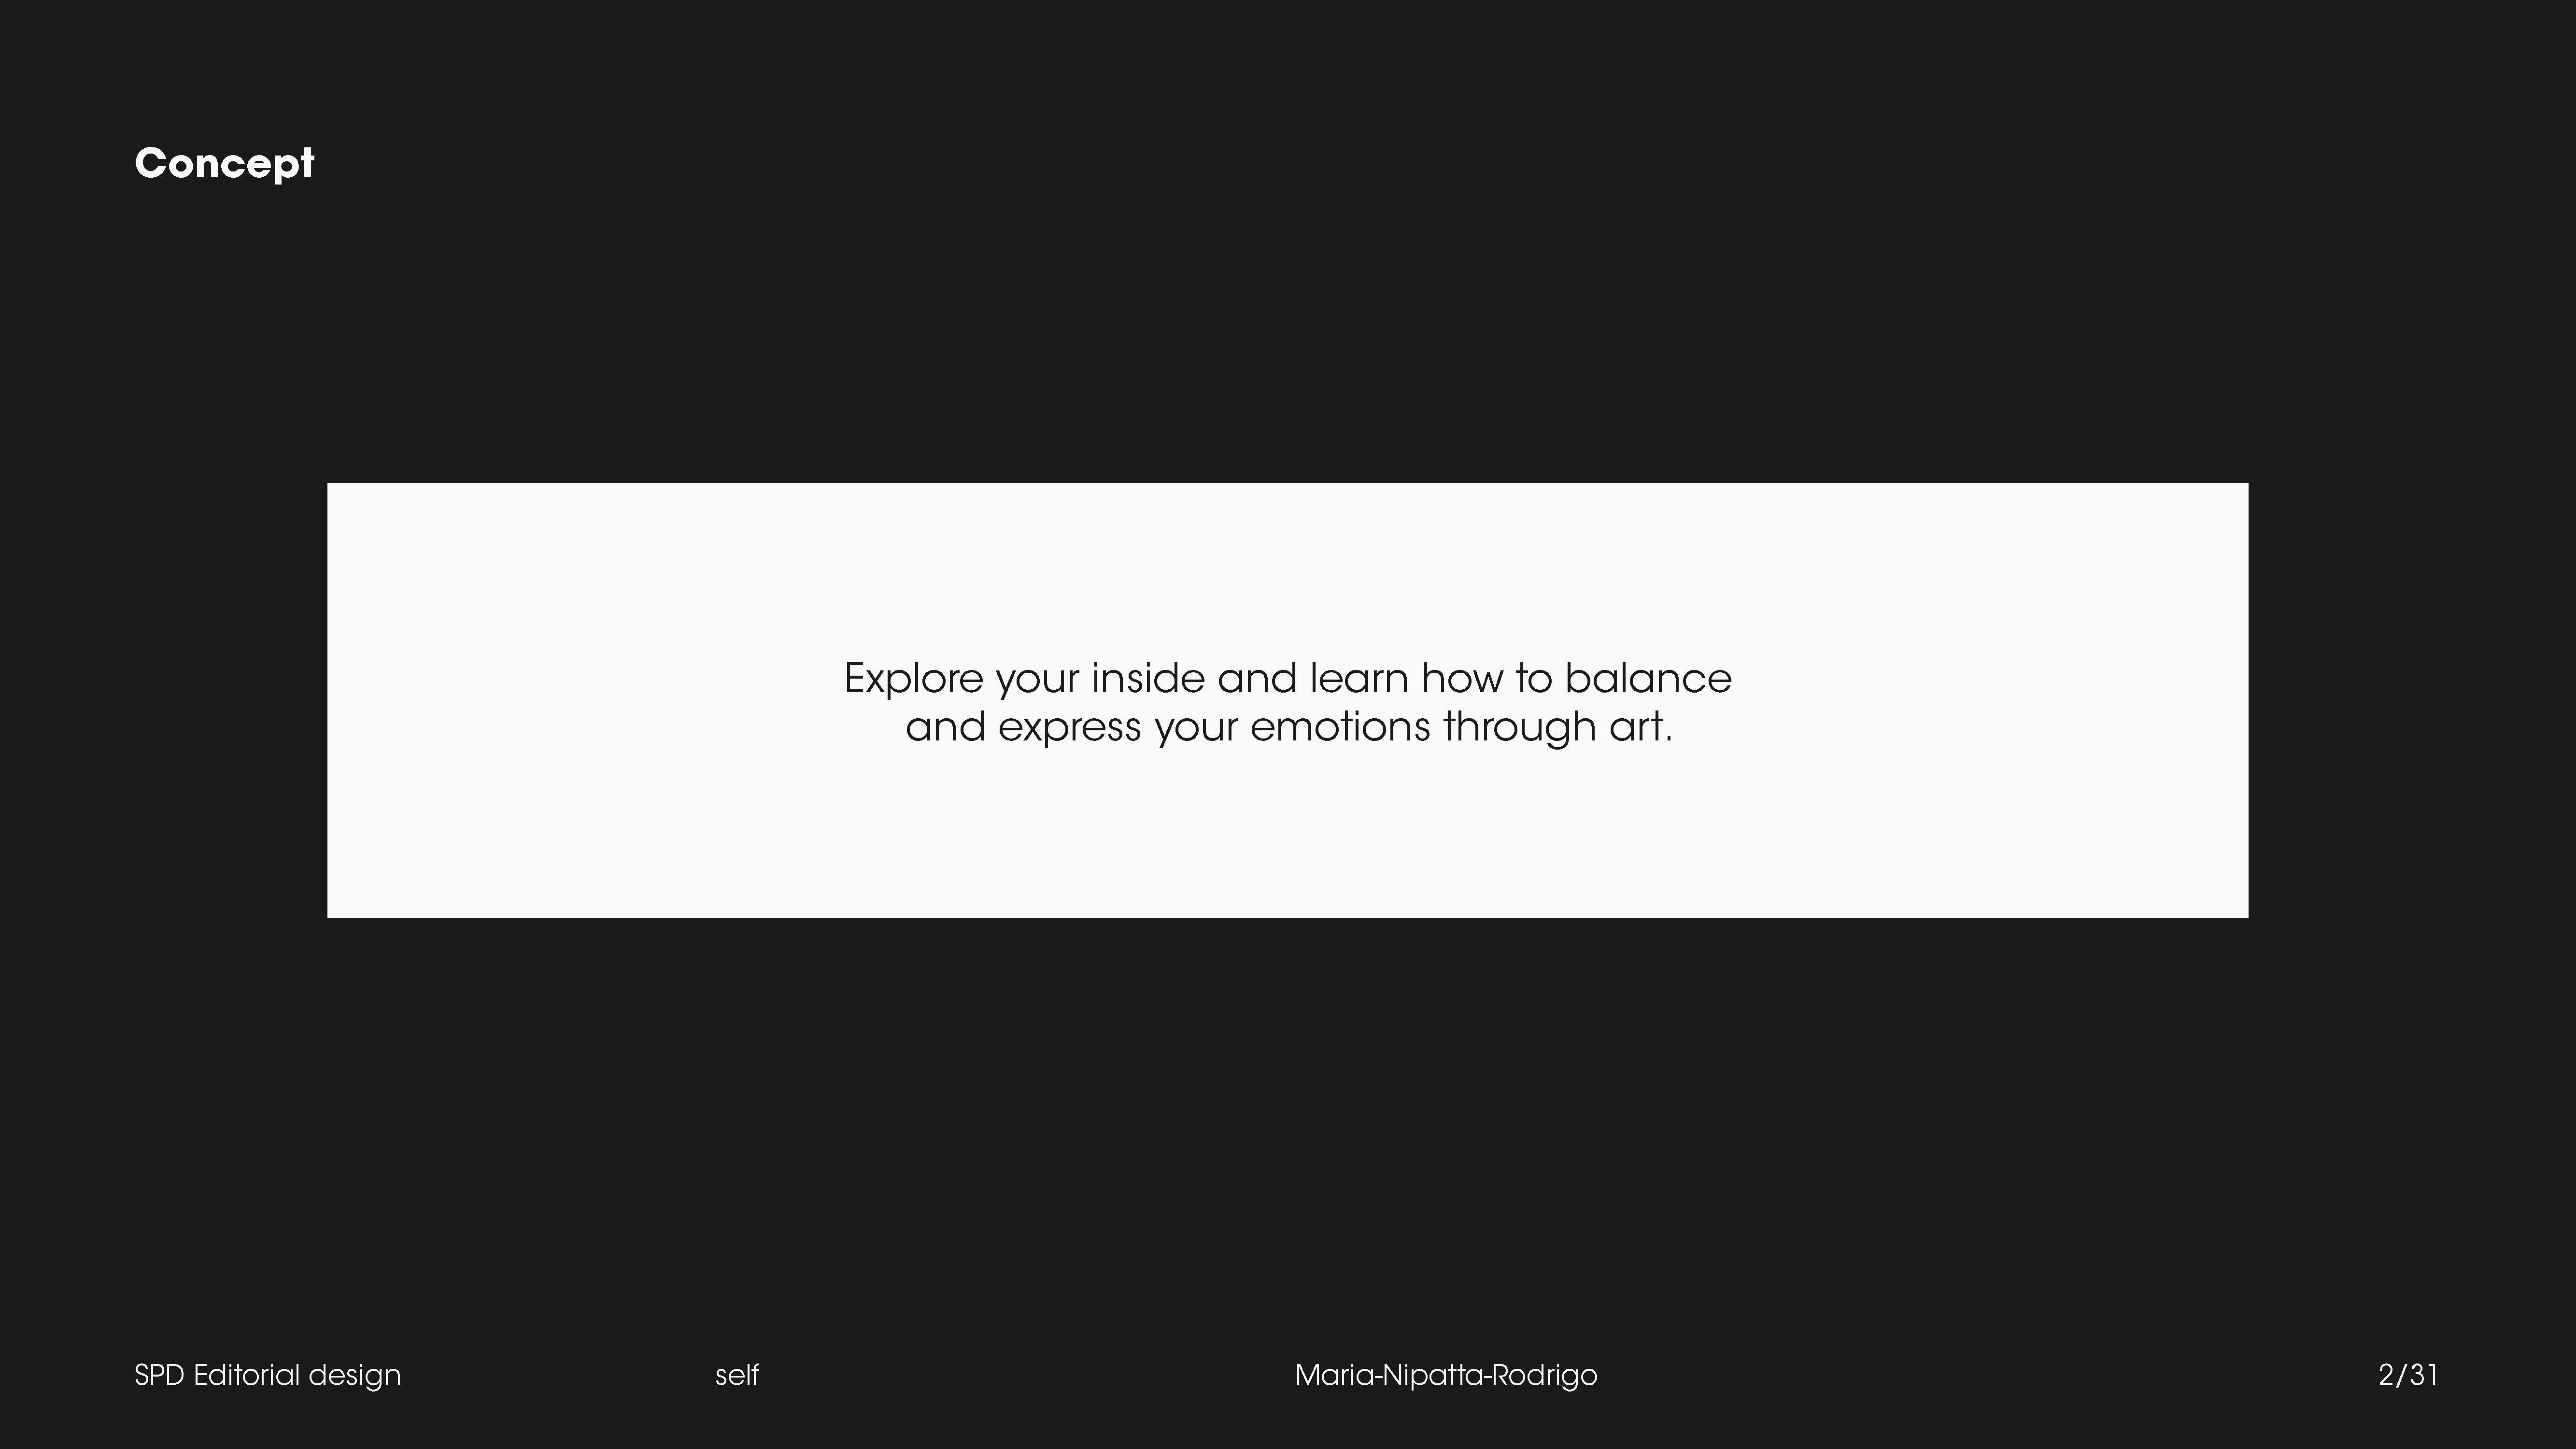 Concept
Explore your inside and learn how to balance
and express your emotions through art.
SPD Editorial design
self
Maria-Nipatta-Rodrigo
2/31